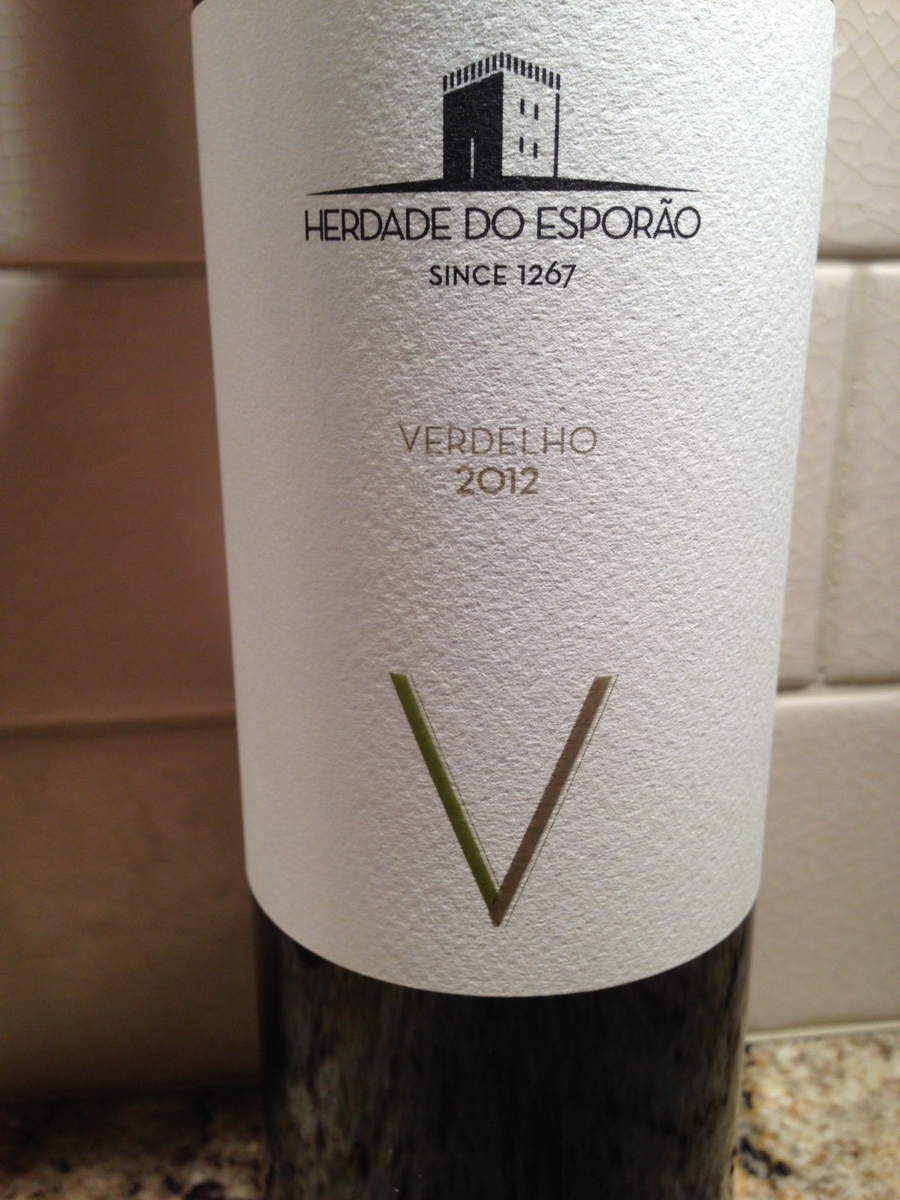 HERDADE DO ESPORÃO
SINCE 1267
VERDELHO
2012
V